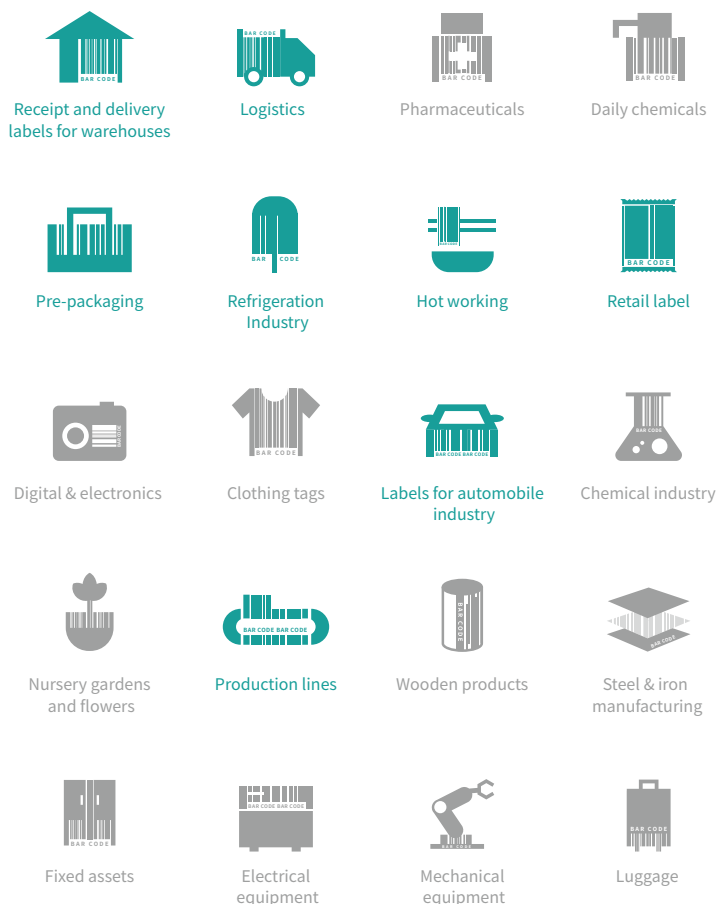 BAR CODE
BAR CODE
BAR CODE
BAR CODE
Receipt and delivery
labels for warehouses
Logistics
Pharmaceuticals
Daily chemicals
BAR CODE
BAR CODE
BAR CODE
Pre-packaging
Refrigeration
Industry
Hot working
Retail label
BAR CODE
BAR CODE
BAR CODE BAR CODE
BAR CODE
Digital & electronics
Clothing tags
Labels for automobile
industry
Chemical industry
BAR CODE BAR CODE
BAR CODE
BAR CODE
Nursery gardens
and flowers
Production lines
Wooden products
Steel & iron
manufacturing
BAR CODE
BAR CODE BAR CODE
BAR CODE
BAR CODE
Fixed assets
Electrical
equipment
Mechanical
equipment
Luggage